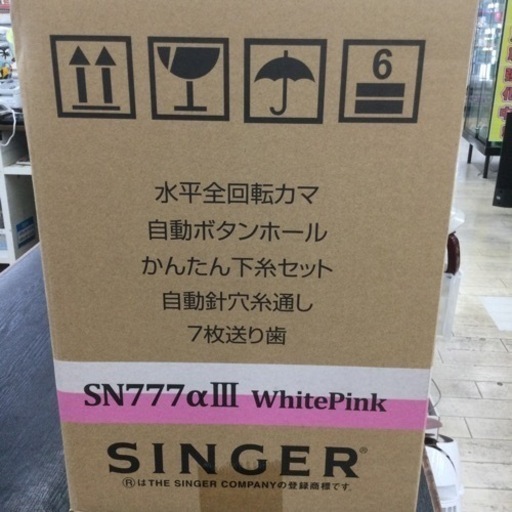 6
水平全回転カマ
自動ボタンホール
かんたん下糸セット
自動針穴糸通し
7枚送り歯
SN777αⅢ WhitePink
SINGER®
®はTHE SINGER COMPANYの登録商標です。